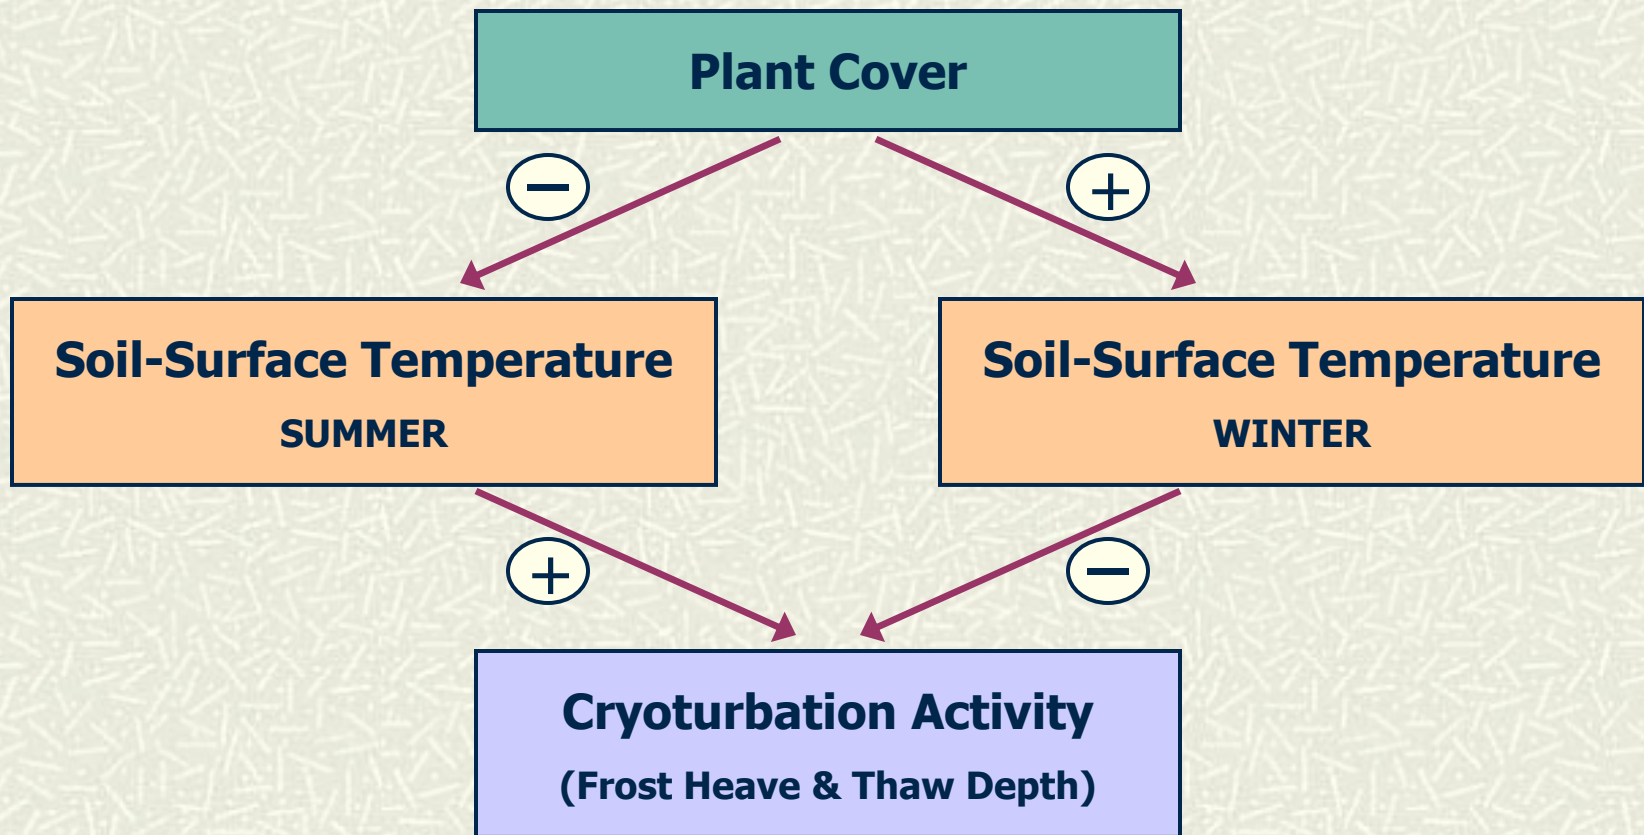 Plant Cover
−
+
Soil-Surface Temperature
SUMMER
Soil-Surface Temperature
WINTER
+
−
Cryoturbation Activity
(Frost Heave & Thaw Depth)